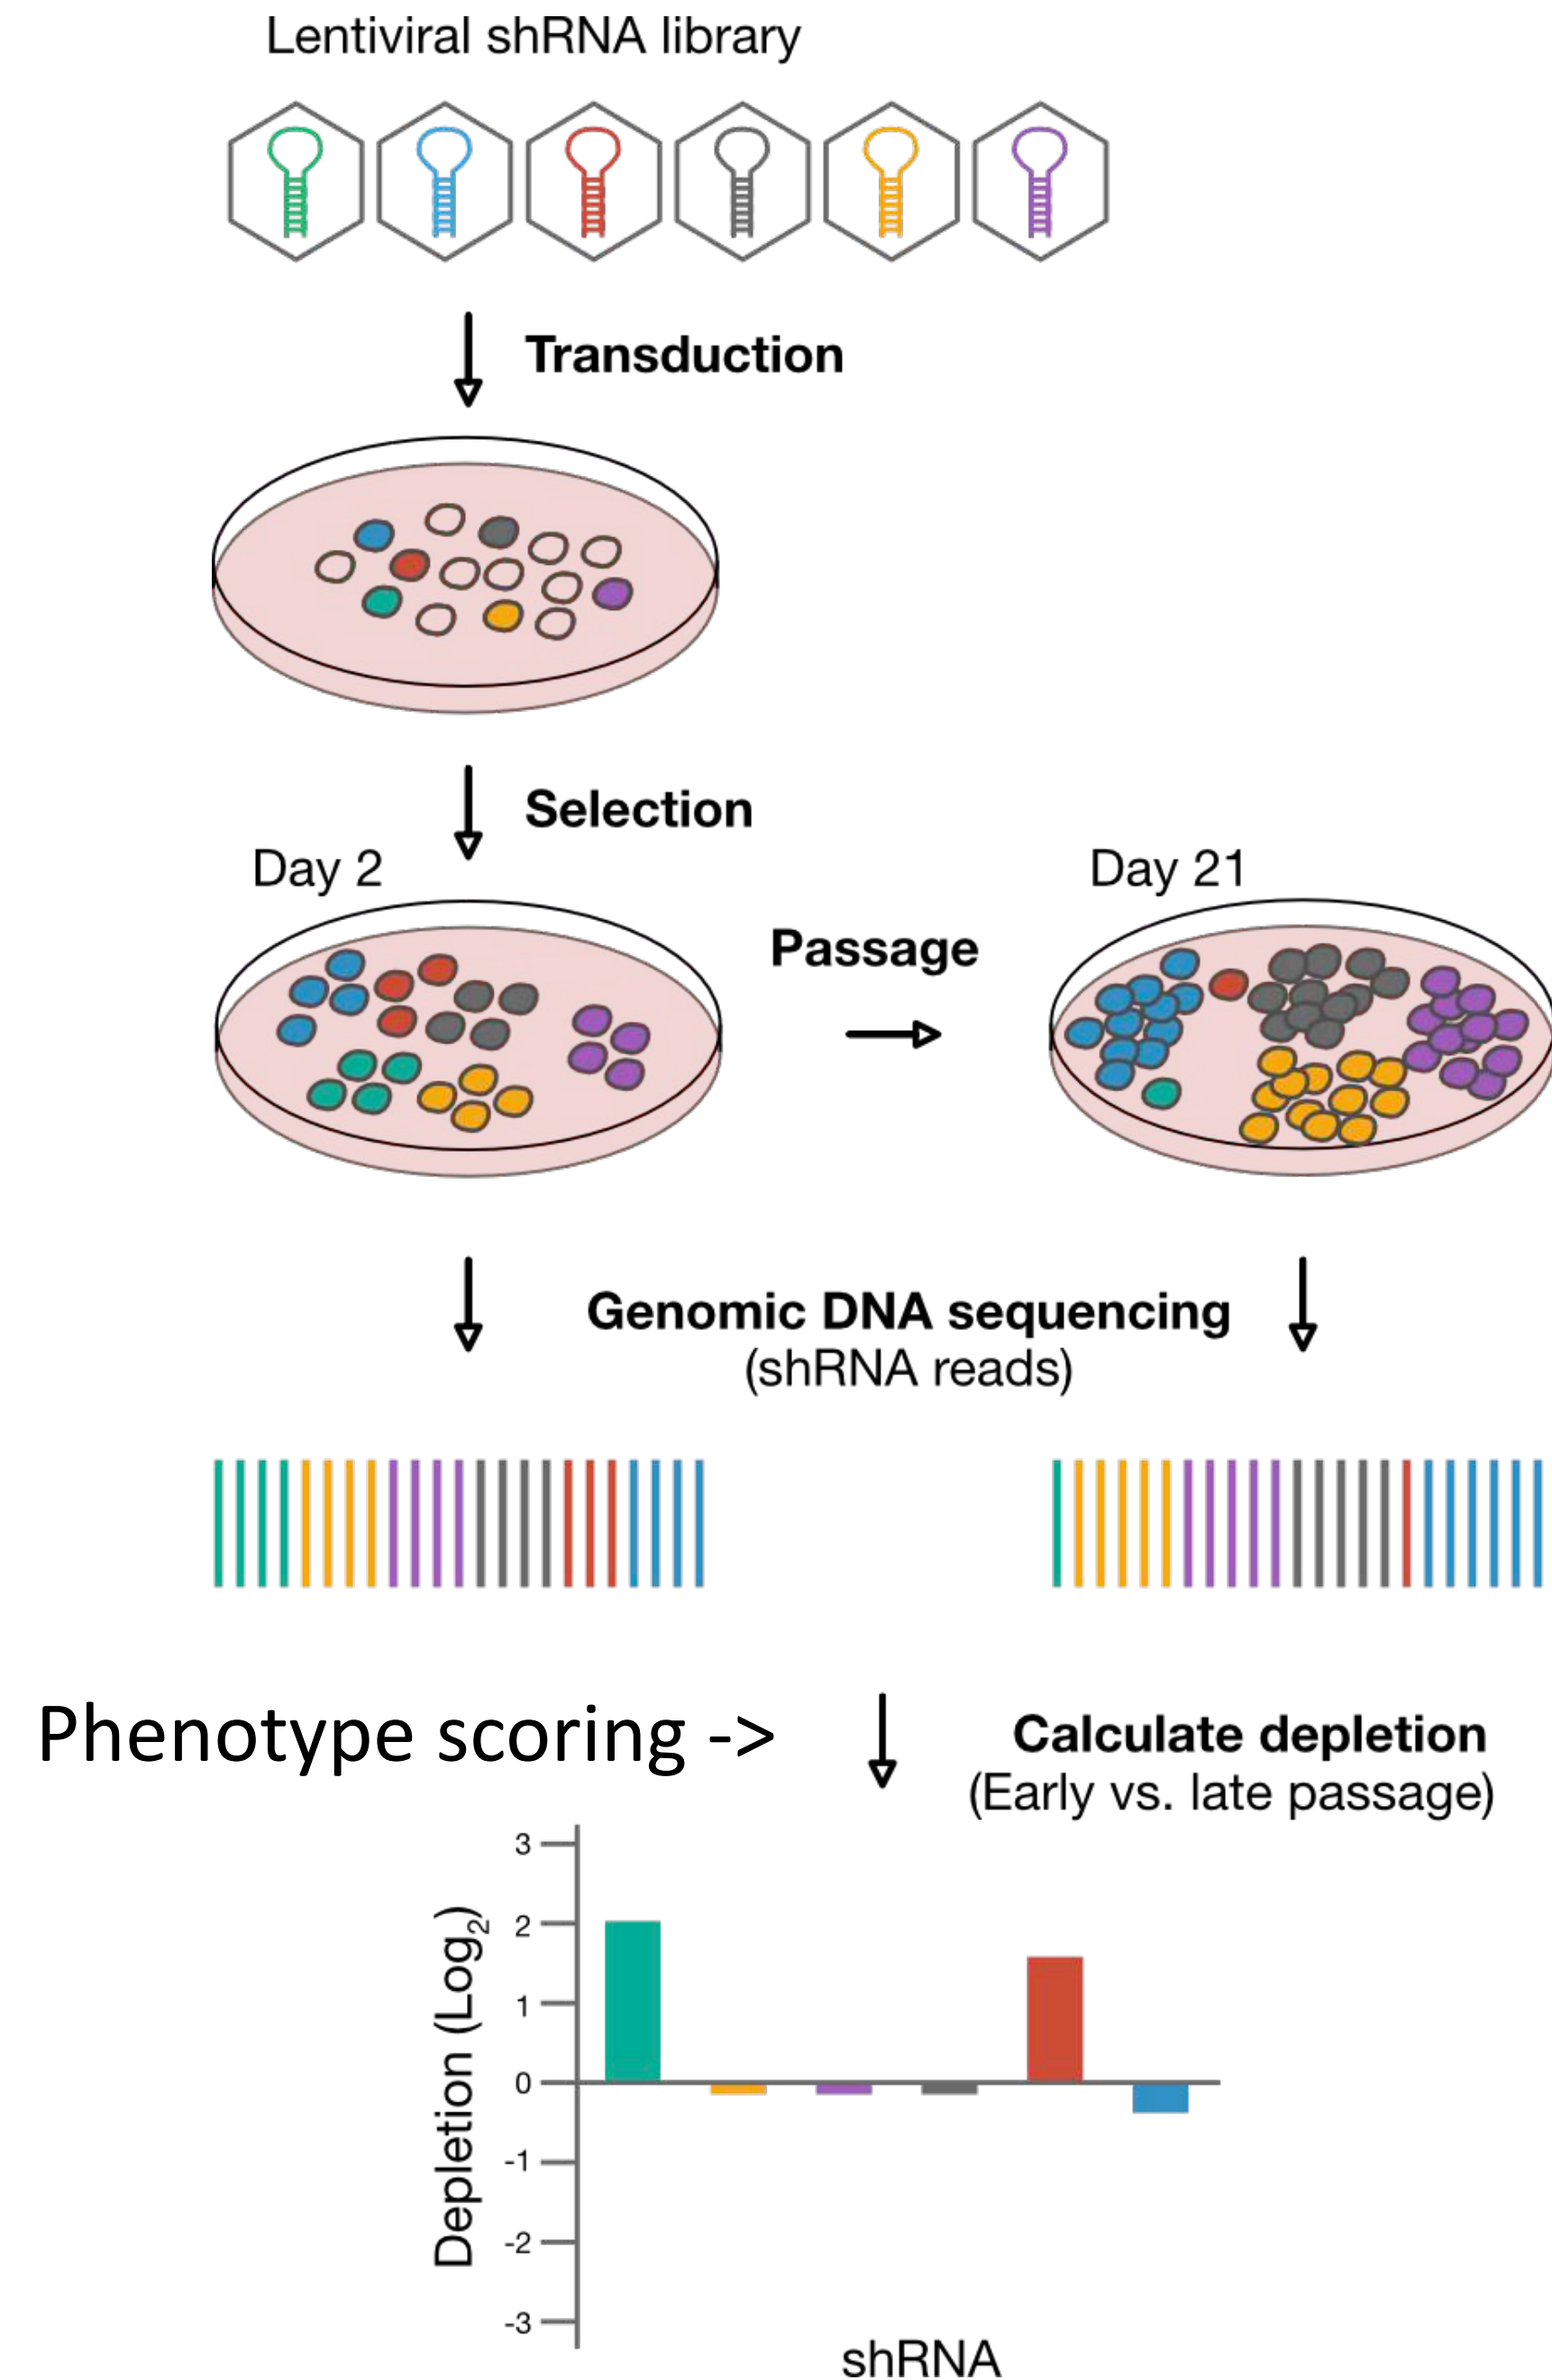 Lentiviral shRNA library
Transduction
Selection
Day 2
Day 21
Passage
Genomic DNA sequencing
(shRNA reads)
Phenotype scoring ->
Calculate depletion
(Early vs. late passage)
Depletion (Log2)
3
2
1
0
-1
-2
-3
shRNA